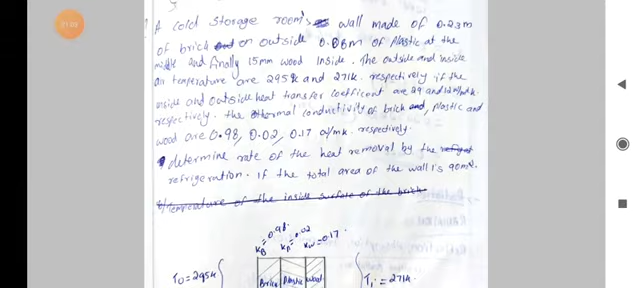 A cold storage room's wall made of 0.23m
of brick on outside 0.08m of plastic at the
middle and finally 15mm wood inside. The outside and inside
air temperature are 295k and 271k. respectively if the
inside and outside heat transfer coefficent are 29 and 12
respectively. the thermal conductivity of brick and, plastic and
wood are 0.98, 0.02, 0.17 w/mk. respectively.
determine rate of the heat removal by the
refrigeration. if the total area of the wall is 90m².
b) temperature of the inside surface of the brick
KB = 0.98 Kp = 0.02 Kw = 0.17
To = 295k Brick Plastic wood Ti = 271k